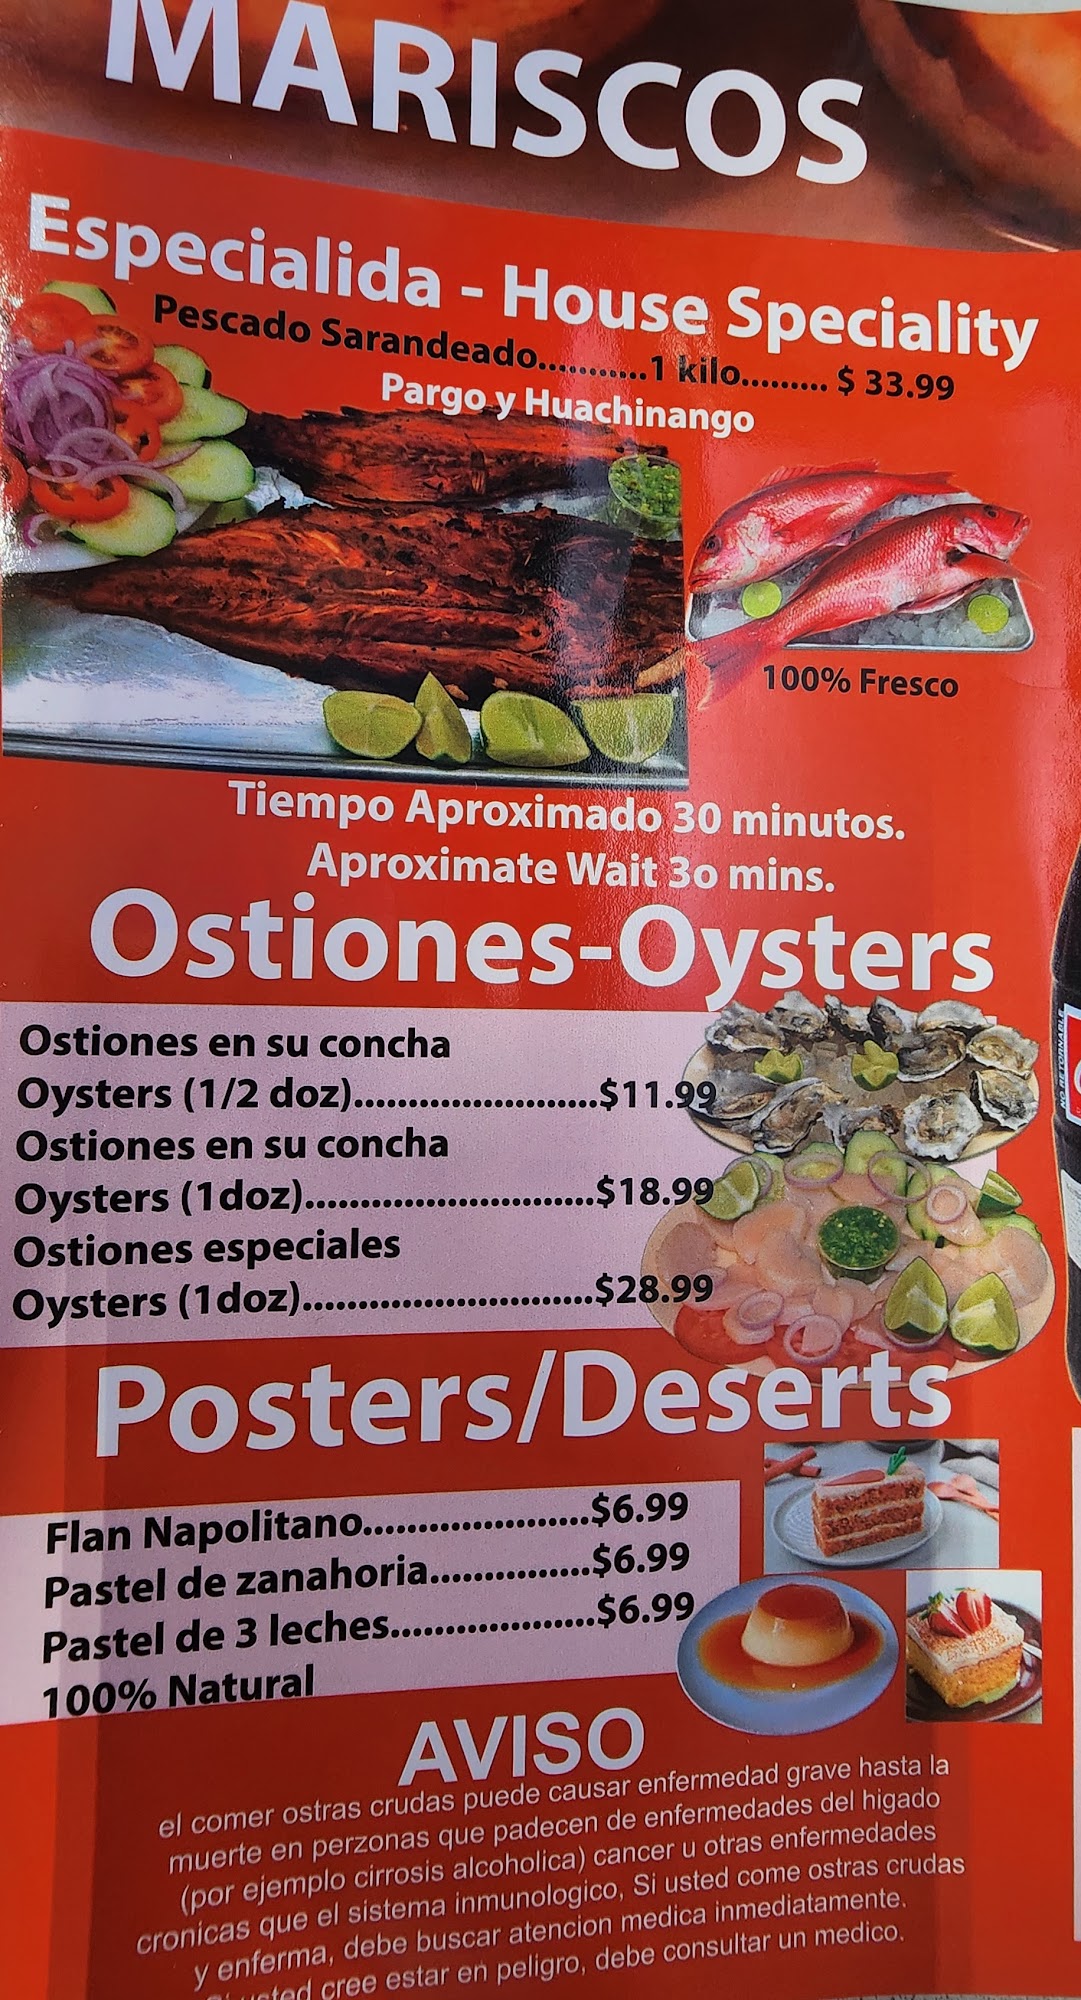 MARISCOS
Especialida - House Speciality
Pescado Sarandeado...........1 kilo......... $ 33.99
Pargo y Huachinango
100% Fresco
Tiempo Aproximado 30 minutos.
Aproximate Wait 3o mins.
Ostiones-Oysters
Ostiones en su concha
Oysters (1/2 doz)......................$11.99
Ostiones en su concha
Oysters (1doz)..........................$18.99
Ostiones especiales
Oysters (1doz)..........................$28.99
NO RETORNABLE
Posters/Deserts
Flan Napolitano.....................$6.99
Pastel de zanahoria...............$6.99
Pastel de 3 leches...................$6.99
100% Natural
AVISO
el comer ostras crudas puede causar enfermedad grave hasta la
muerte en perzonas que padecen de enfermedades del higado
(por ejemplo cirrosis alcoholica) cancer u otras enfermedades
cronicas que el sistema inmunologico, Si usted come ostras crudas
y enferma, debe buscar atencion medica inmediatamente.
usted cree estar en peligro, debe consultar un medico.